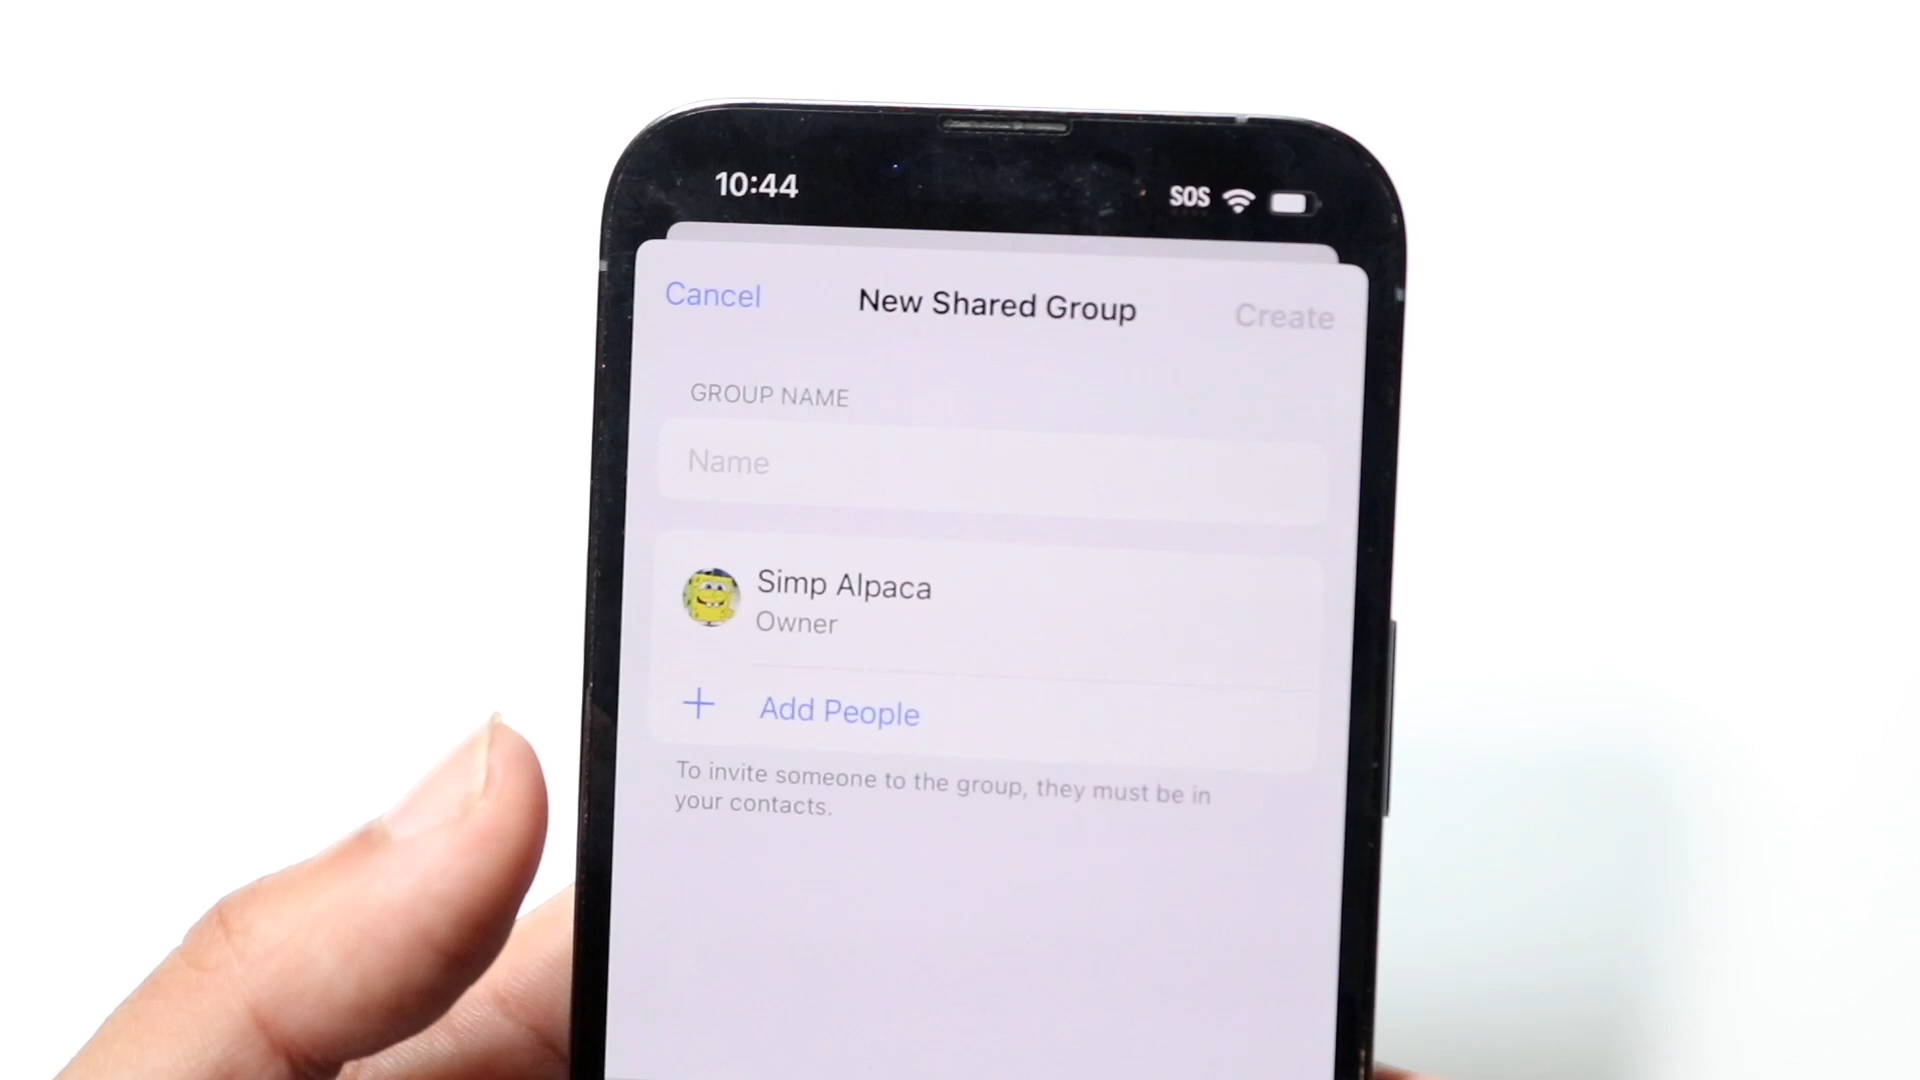 10:44
SOS
Cancel
New Shared Group
Create
GROUP NAME
Name
Simp Alpaca
Owner
+ Add People
To invite someone to the group, they must be in
your contacts.